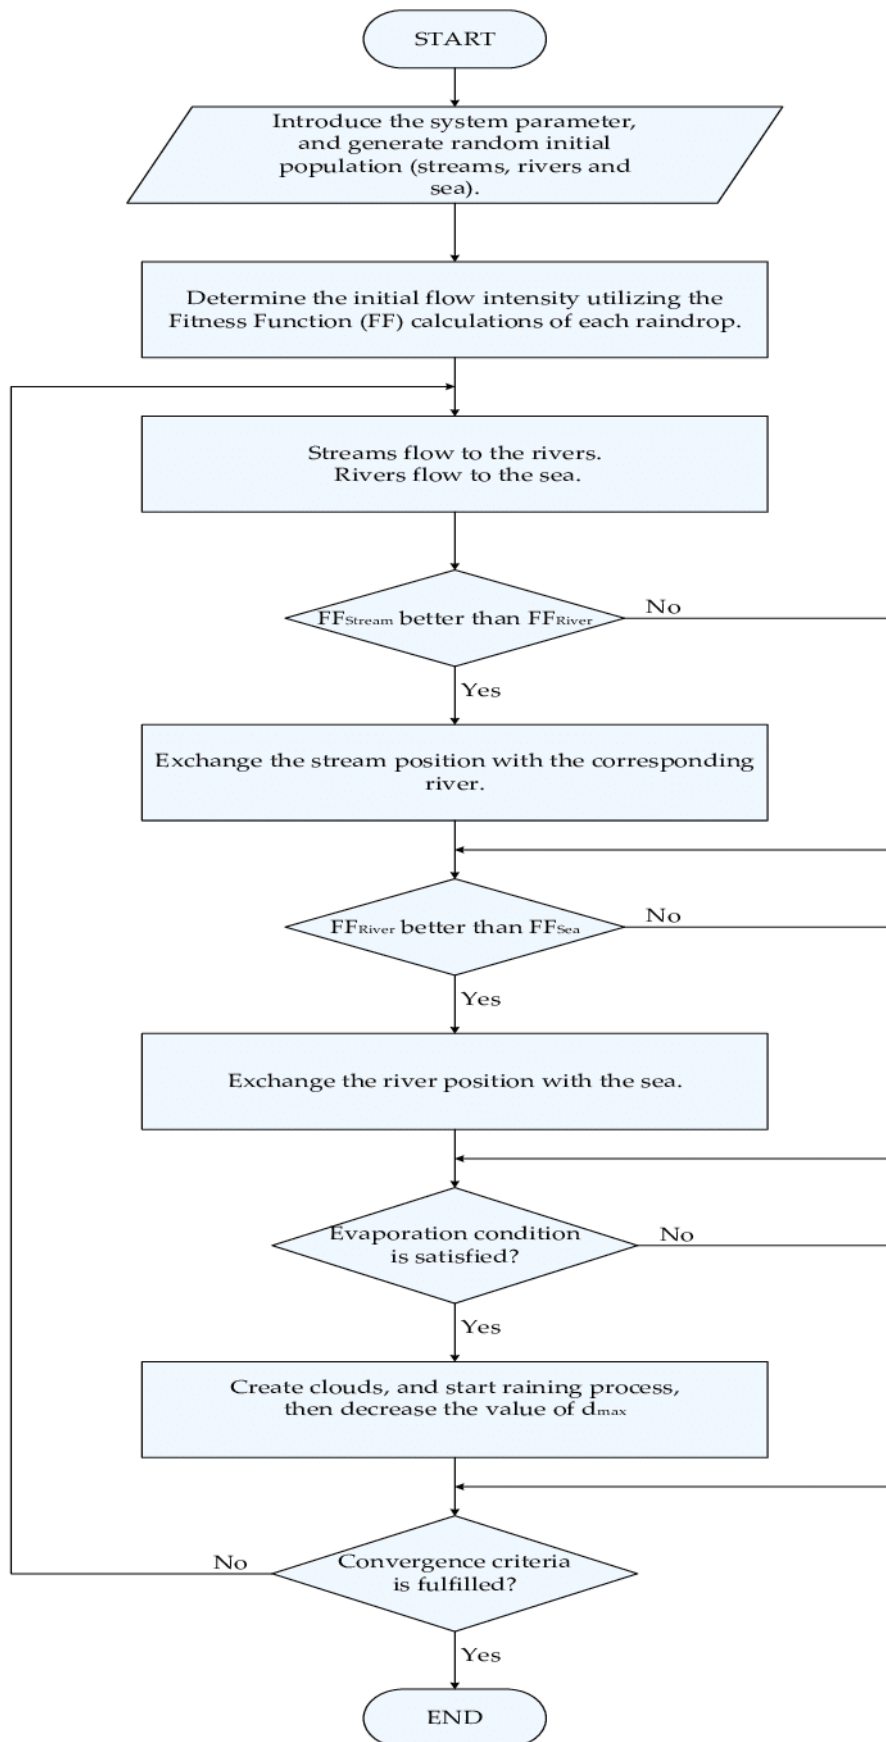 START
Introduce the system parameter,
and generate random initial
population (streams, rivers and
sea).
Determine the initial flow intensity utilizing the
Fitness Function (FF) calculations of each raindrop.
Streams flow to the rivers.
Rivers flow to the sea.
FFStream better than FFRiver
No
Yes
Exchange the stream position with the corresponding
river.
FFRiver better than FFSea
No
Yes
Exchange the river position with the sea.
Evaporation condition
is satisfied?
No
Yes
Create clouds, and start raining process,
then decrease the value of dmax
Convergence criteria
is fulfilled?
No
Yes
END